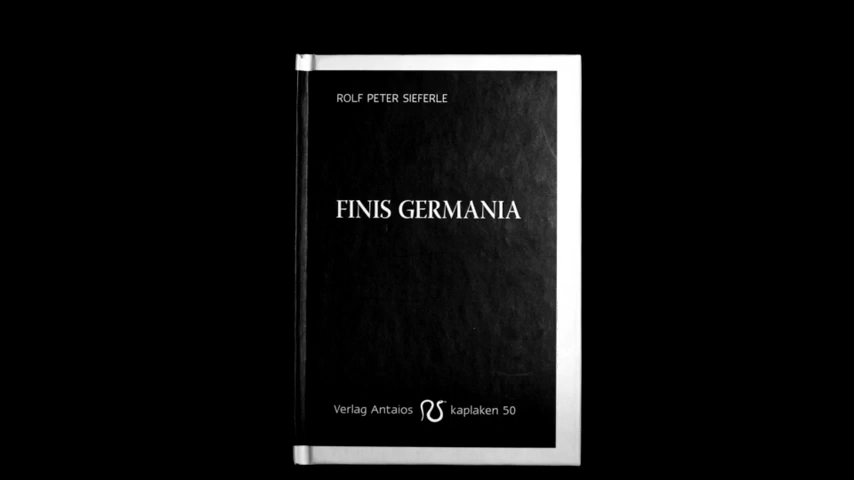 ROLF PETER SIEFERLE
FINIS GERMANIA
Verlag Antaios kaplaken 50